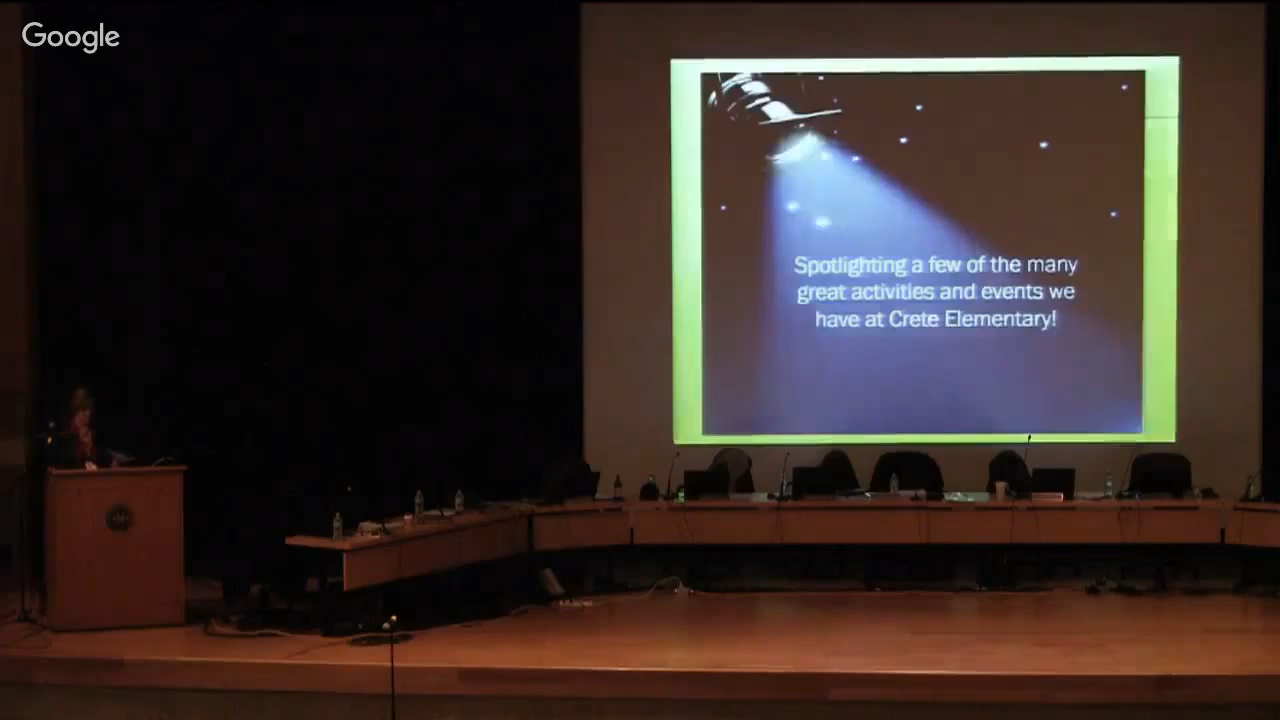 Google
Spotlighting a few of the many
great activities and events we
have at Crete Elementary!